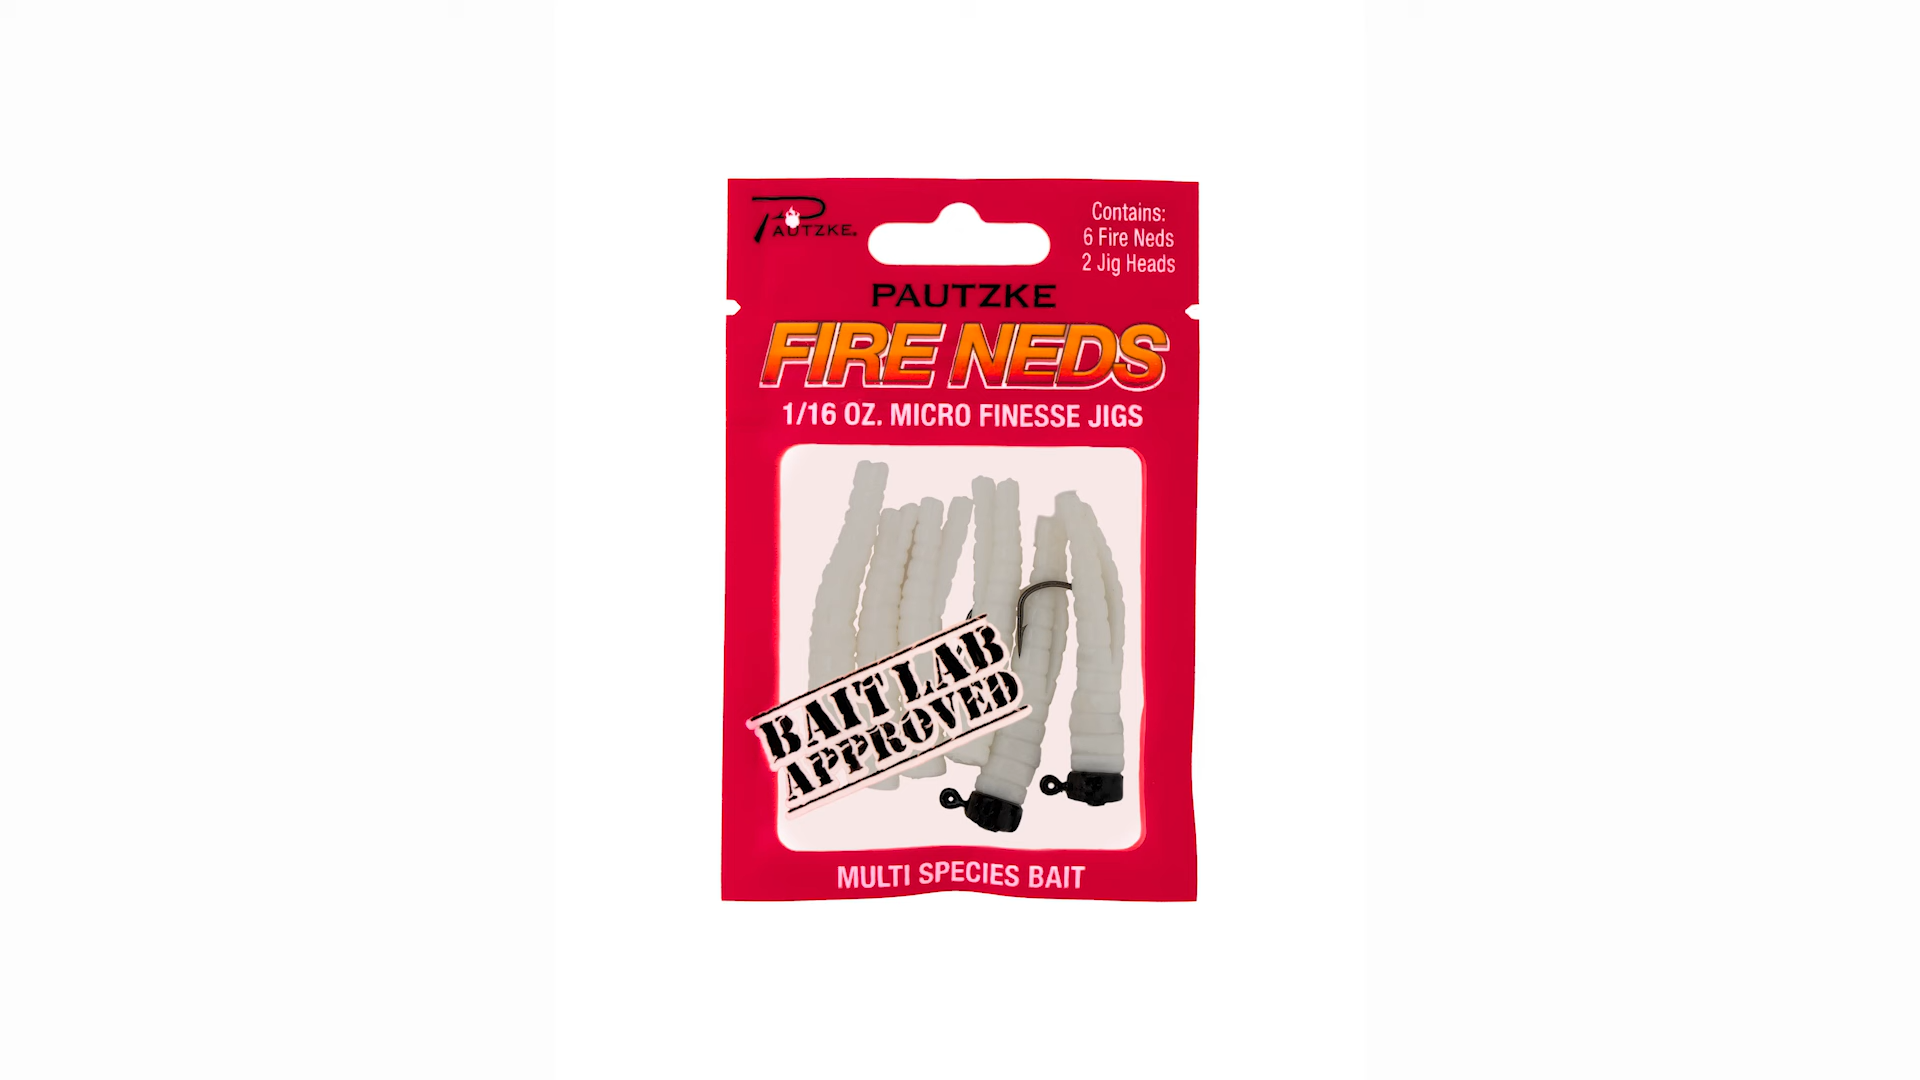 PAUTZKE.
Contains:
6 Fire Neds
2 Jig Heads
PAUTZKE
FIRE NEDS
1/16 OZ. MICRO FINESSE JIGS
BAIT LAB
APPROVED
MULTI SPECIES BAIT